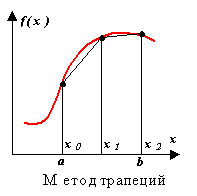 f(x)
x 0 x 1 x 2 x
a b
Метод трапеций